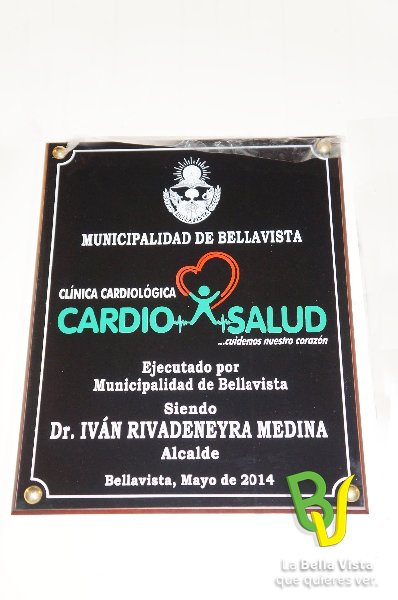 BELLAVISTA
MUNICIPALIDAD DE BELLAVISTA
CLÍNICA CARDIOLÓGICA
CARDIO SALUD
...cuidemos nuestro corazón
Ejecutado por
Municipalidad de Bellavista
Siendo
Dr. IVÁN RIVADENEYRA MEDINA
Alcalde
Bellavista, Mayo de 2014
BV
La Bella Vista
que quieres ver.